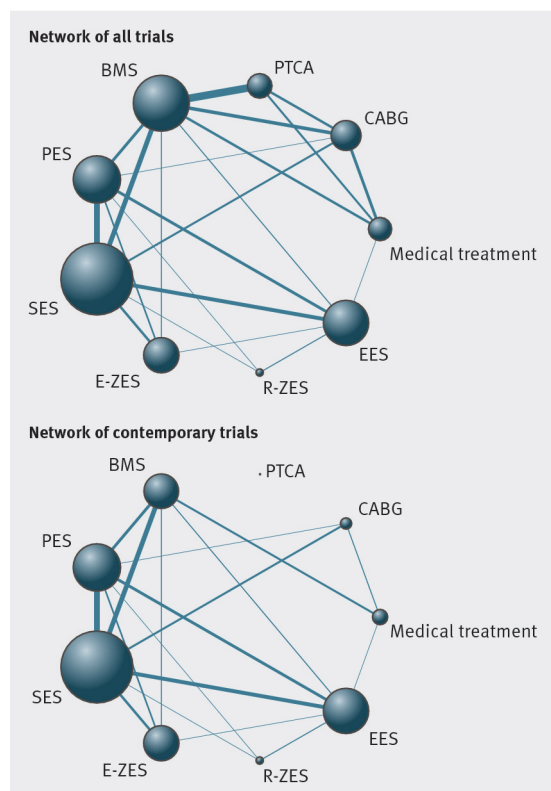 Network of all trials
BMS
PTCA
CABG
PES
Medical treatment
SES
EES
E-ZES
R-ZES
Network of contemporary trials
BMS
PTCA
CABG
PES
Medical treatment
SES
EES
E-ZES
R-ZES